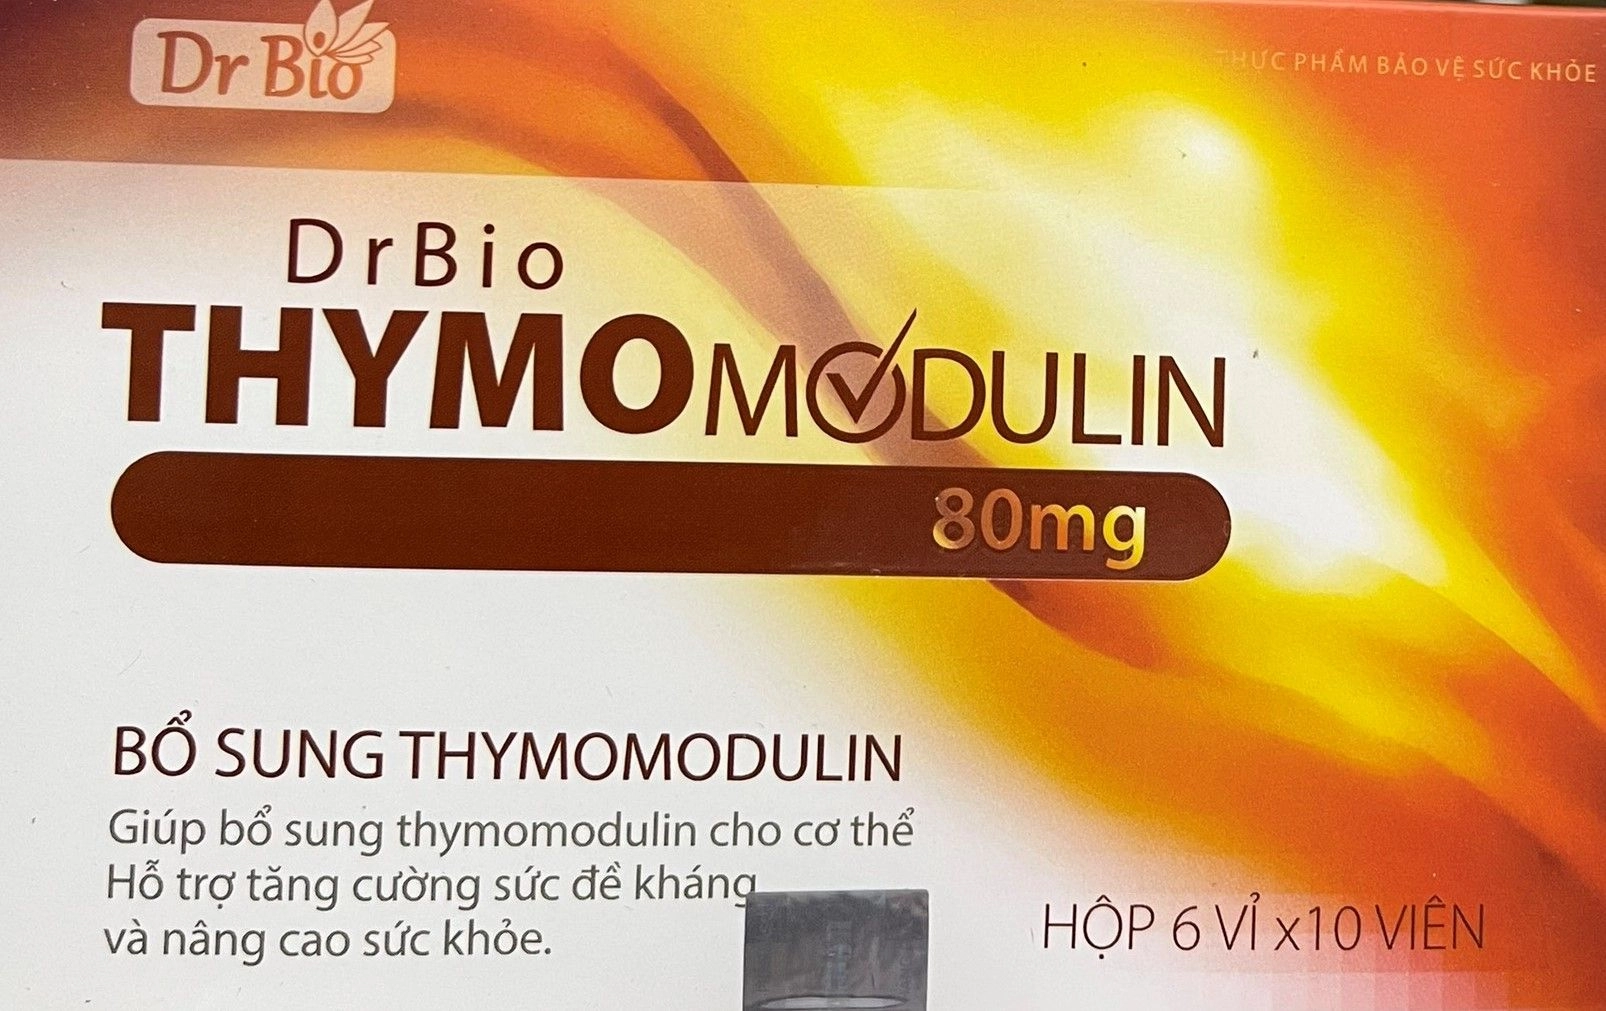 Dr Bio
THỰC PHẨM BẢO VỆ SỨC KHỎE
DrBio
THYMOMODULIN
80mg
BỔ SUNG THYMOMODULIN
Giúp bổ sung thymomodulin cho cơ thể
Hỗ trợ tăng cường sức đề kháng
và nâng cao sức khỏe.
HỘP 6 VỈ x10 VIÊN